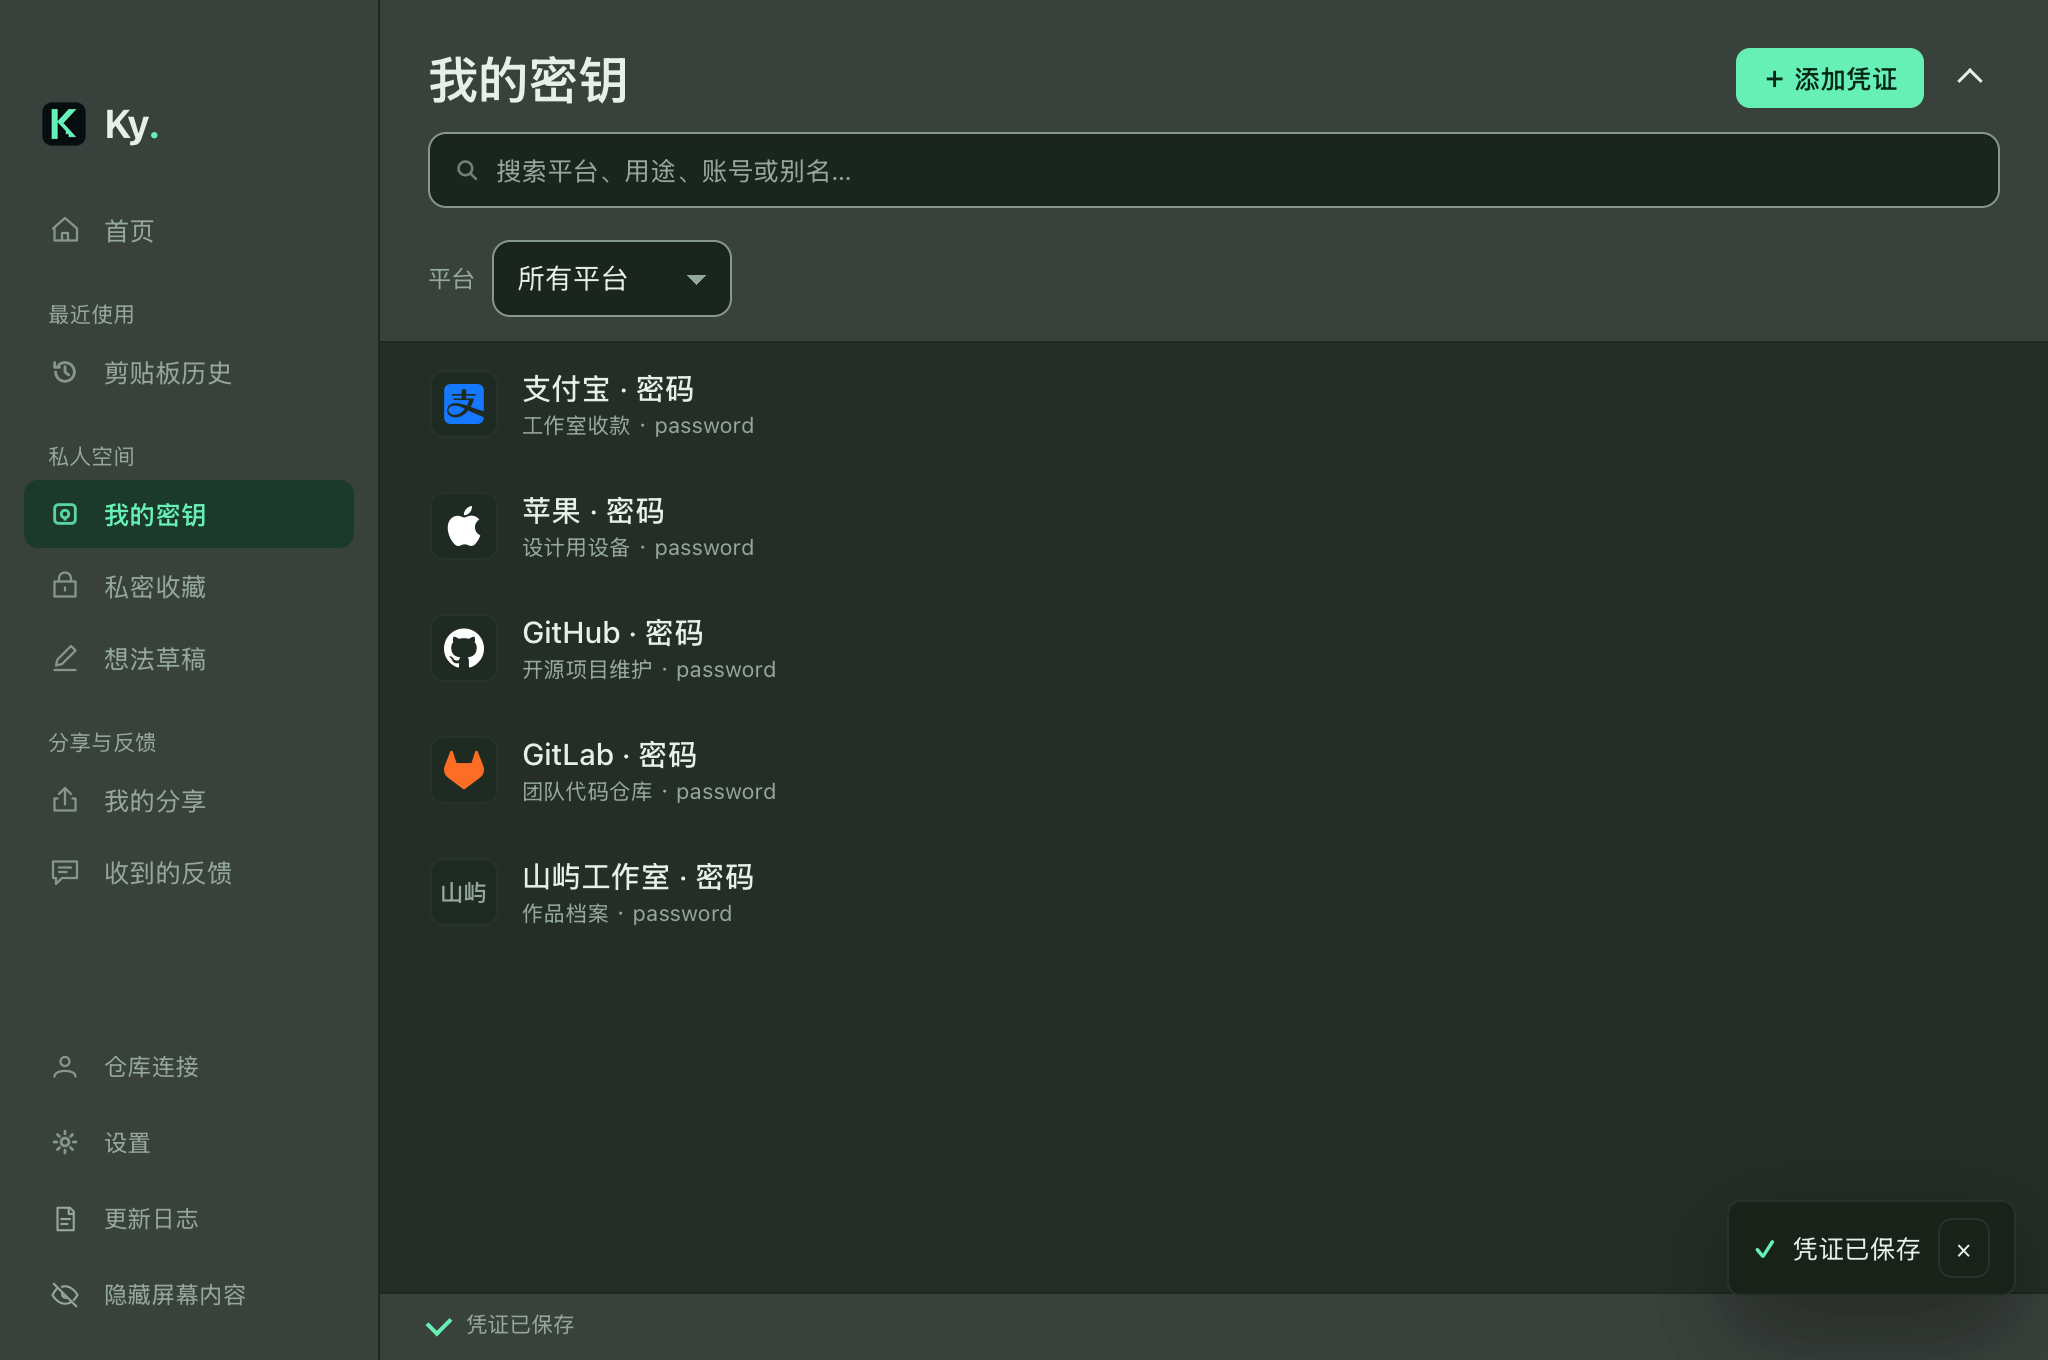 Ky.
首页
最近使用
剪贴板历史
私人空间
我的密钥
私密收藏
想法草稿
分享与反馈
我的分享
收到的反馈
仓库连接
设置
更新日志
隐藏屏幕内容
我的密钥
+ 添加凭证
搜索平台、用途、账号或别名...
平台
所有平台
支
支付宝 · 密码
工作室收款 · password
苹果 · 密码
设计用设备 · password
GitHub · 密码
开源项目维护 · password
GitLab · 密码
团队代码仓库 · password
山屿
山屿工作室 · 密码
作品档案 · password
凭证已保存
×
凭证已保存